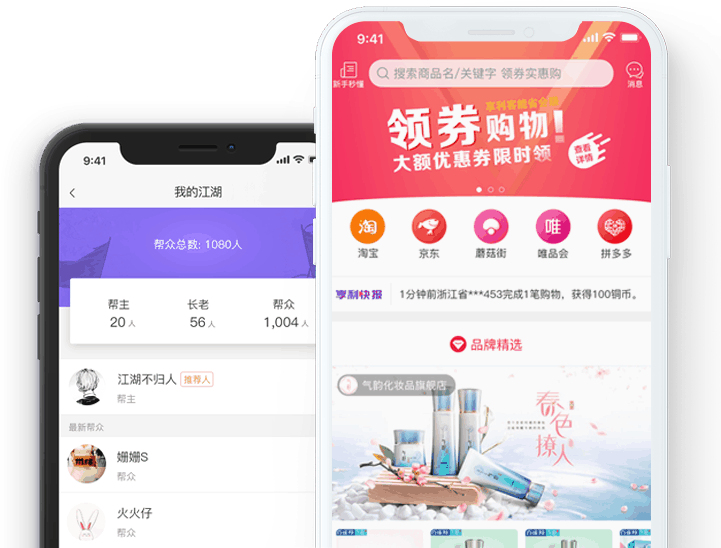 9:41
我的江湖
帮众总数: 1080人
帮主
长老
帮众
20 人
56 人
1,004 人
江湖不归人 推荐人
帮主
最新帮众
姗姗S
帮众
火火仔
帮众
9:41
新手秒懂
搜索商品名/关键字 领券实惠购
消息
领券购物!
大额优惠券限时领
查看
详情
淘宝
京东
蘑菇街
唯品会
拼多多
享利快报
1分钟前浙江省***453完成1笔购物，获得100铜币。
品牌精选
气韵化妆品旗舰店
春色撩人